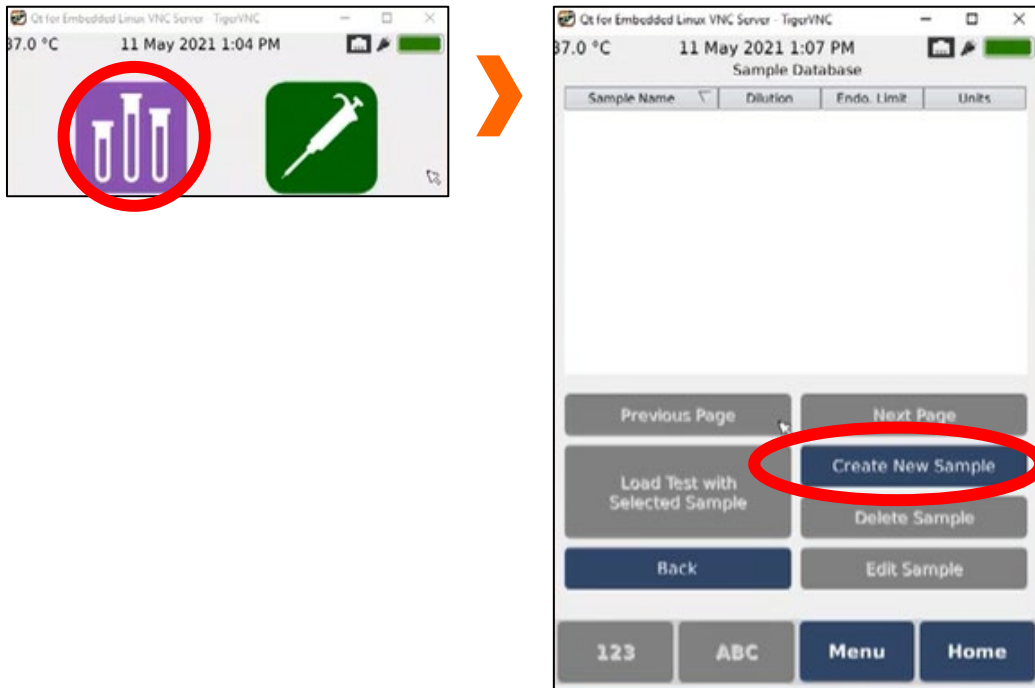 Qt for Embedded Linux VNC Server - TigerVNC
37.0 °C 11 May 2021 1:04 PM
Qt for Embedded Linux VNC Server - TigerVNC
37.0 °C 11 May 2021 1:07 PM
Sample Database
Sample Name Dilution Endo. Limit Units
Previous Page Next Page
Load Test with
Selected Sample
Create New Sample
Delete Sample
Back Edit Sample
123 ABC Menu Home